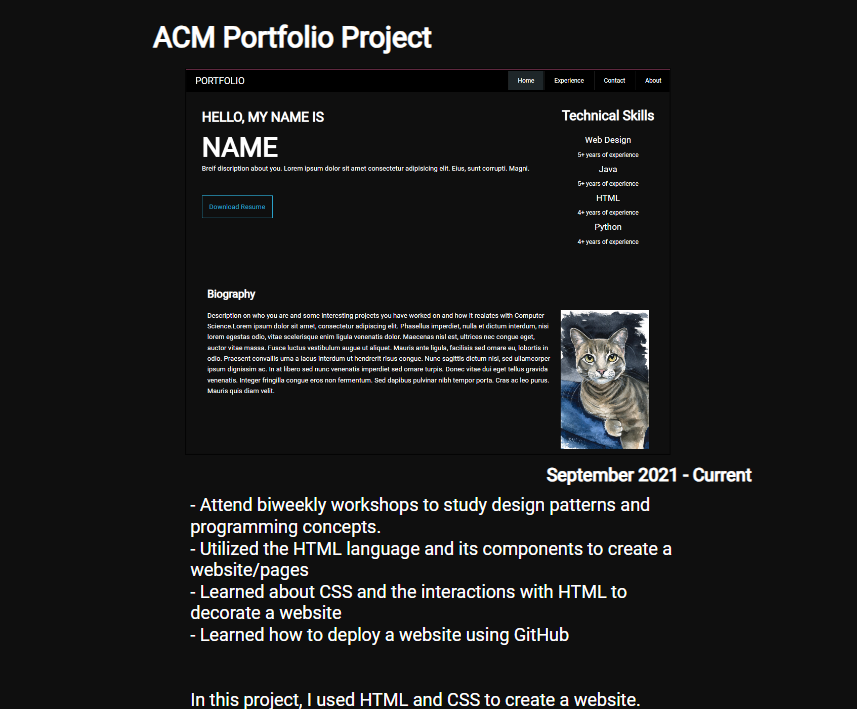 ACM Portfolio Project
PORTFOLIO
Home Experience Contact About
HELLO, MY NAME IS
NAME
Breif discription about you. Lorem ipsum dolor sit amet consectetur adipisicing elit. Eius, sunt corrupti. Magni.
Download Resume
Technical Skills
Web Design
5+ years of experience
Java
5+ years of experience
HTML
4+ years of experience
Python
4+ years of experience
Biography
Description on who you are and some interesting projects you have worked on and how it realates with Computer
Science.Lorem ipsum dolor sit amet, consectetur adipiscing elit. Phasellus imperdiet, nulla et dictum interdum, nisi
lorem egestas odio, vitae scelerisque enim ligula venenatis dolor. Maecenas nisl est, ultrices nec congue eget,
auctor vitae massa. Fusce luctus vestibulum augue ut aliquet. Mauris ante ligula, facilisis sed ornare eu, lobortis in
odio. Praesent convallis urna a lacus interdum ut hendrerit risus congue. Nunc sagittis dictum nisi, sed ullamcorper
ipsum dignissim ac. In at libero sed nunc venenatis imperdiet sed ornare turpis. Donec vitae dui eget tellus gravida
venenatis. Integer fringilla congue eros non fermentum. Sed dapibus pulvinar nibh tempor porta. Cras ac leo purus.
Mauris quis diam velit.
September 2021 - Current
- Attend biweekly workshops to study design patterns and
programming concepts.
- Utilized the HTML language and its components to create a
website/pages
- Learned about CSS and the interactions with HTML to
decorate a website
- Learned how to deploy a website using GitHub
In this project, I used HTML and CSS to create a website.